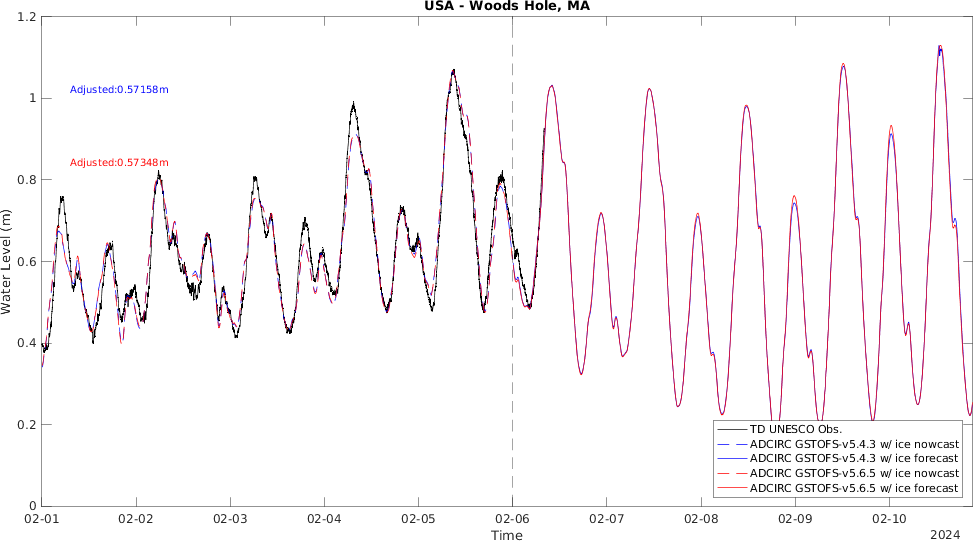 USA - Woods Hole, MA
1.2
1
0.8
0.6
0.4
0.2
0
Water Level (m)
Adjusted:0.57158m
Adjusted:0.57348m
TD UNESCO Obs.
ADCIRC GSTOFS-v5.4.3 w/ ice nowcast
ADCIRC GSTOFS-v5.4.3 w/ ice forecast
ADCIRC GSTOFS-v5.6.5 w/ ice nowcast
ADCIRC GSTOFS-v5.6.5 w/ ice forecast
02-01 02-02 02-03 02-04 02-05 02-06 02-07 02-08 02-09 02-10
Time
2024